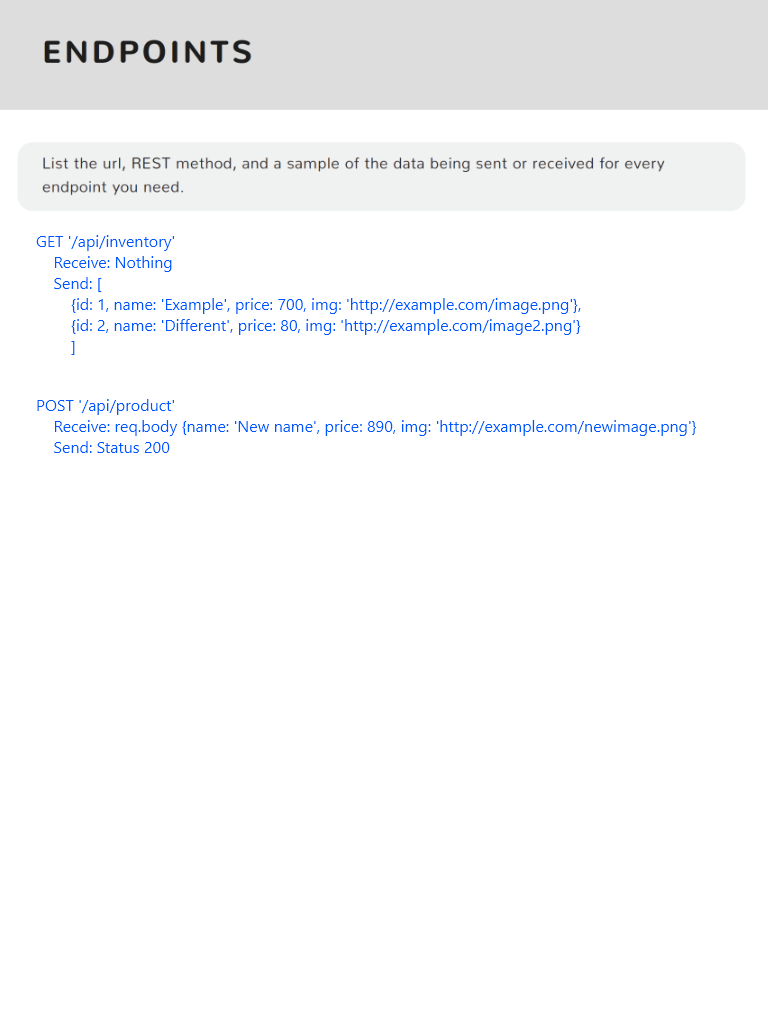 ENDPOINTS
List the url, REST method, and a sample of the data being sent or received for every
endpoint you need.
GET '/api/inventory'
Receive: Nothing
Send: [
{id: 1, name: 'Example', price: 700, img: 'http://example.com/image.png'},
{id: 2, name: 'Different', price: 80, img: 'http://example.com/image2.png'}
]
POST '/api/product'
Receive: req.body {name: 'New name', price: 890, img: 'http://example.com/newimage.png'}
Send: Status 200